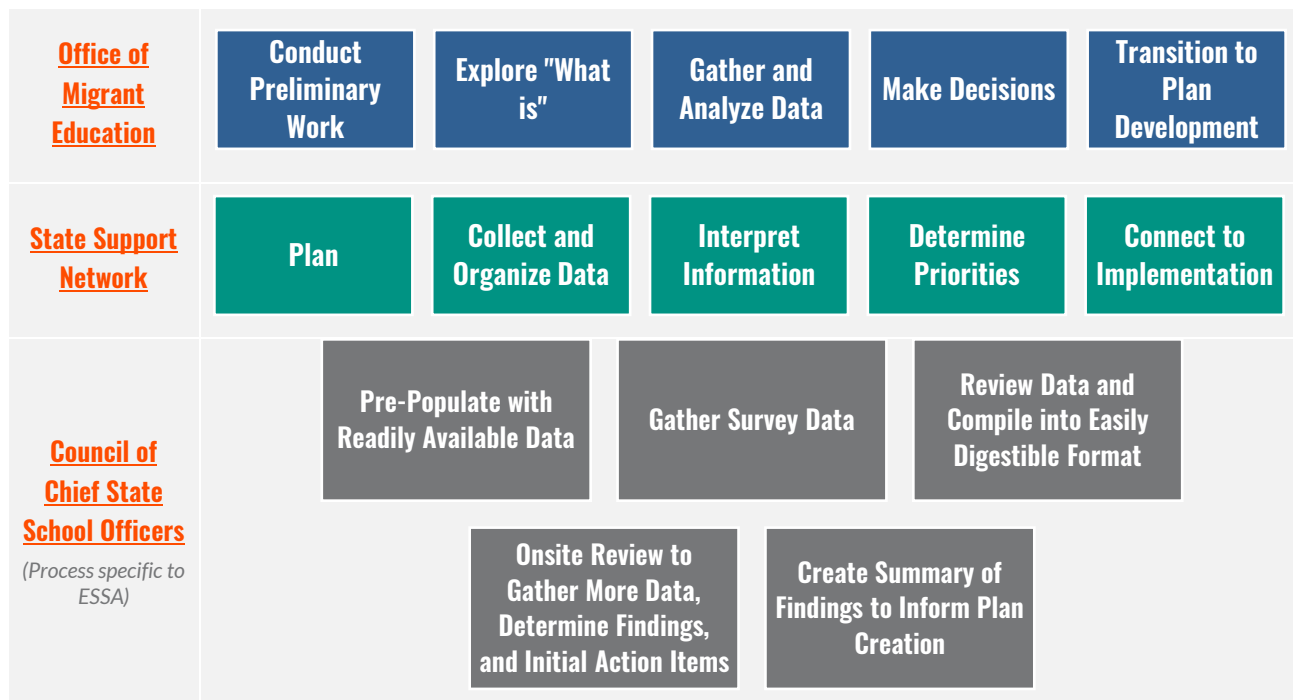 Office of
Migrant
Education
Conduct
Preliminary
Work
Explore "What
is"
Gather and
Analyze Data
Make Decisions
Transition to
Plan
Development
State Support
Network
Plan
Collect and
Organize Data
Interpret
Information
Determine
Priorities
Connect to
Implementation
Council of
Chief State
School Officers
(Process specific to
ESSA)
Pre-Populate with
Readily Available Data
Gather Survey Data
Review Data and
Compile into Easily
Digestible Format
Onsite Review to
Gather More Data,
Determine Findings,
and Initial Action Items
Create Summary of
Findings to Inform Plan
Creation